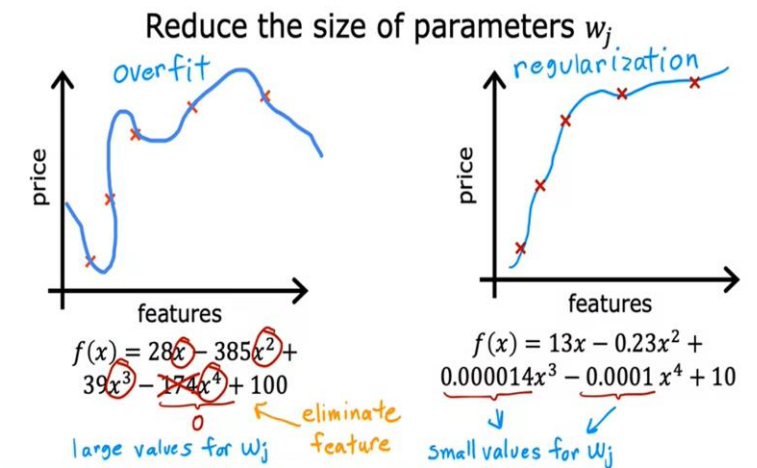 Reduce the size of parameters wⱼ
overfit
price
features
f(x) = 28x − 385x² +
39x³ − 174x⁴ + 100
0
eliminate
feature
large values for wⱼ
regularization
price
features
f(x) = 13x − 0.23x² +
0.000014x³ − 0.0001 x⁴ + 10
small values for wⱼ